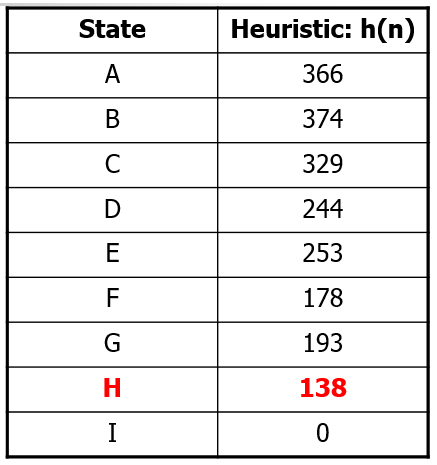 State Heuristic: h(n)
A 366
B 374
C 329
D 244
E 253
F 178
G 193
H 138
I 0